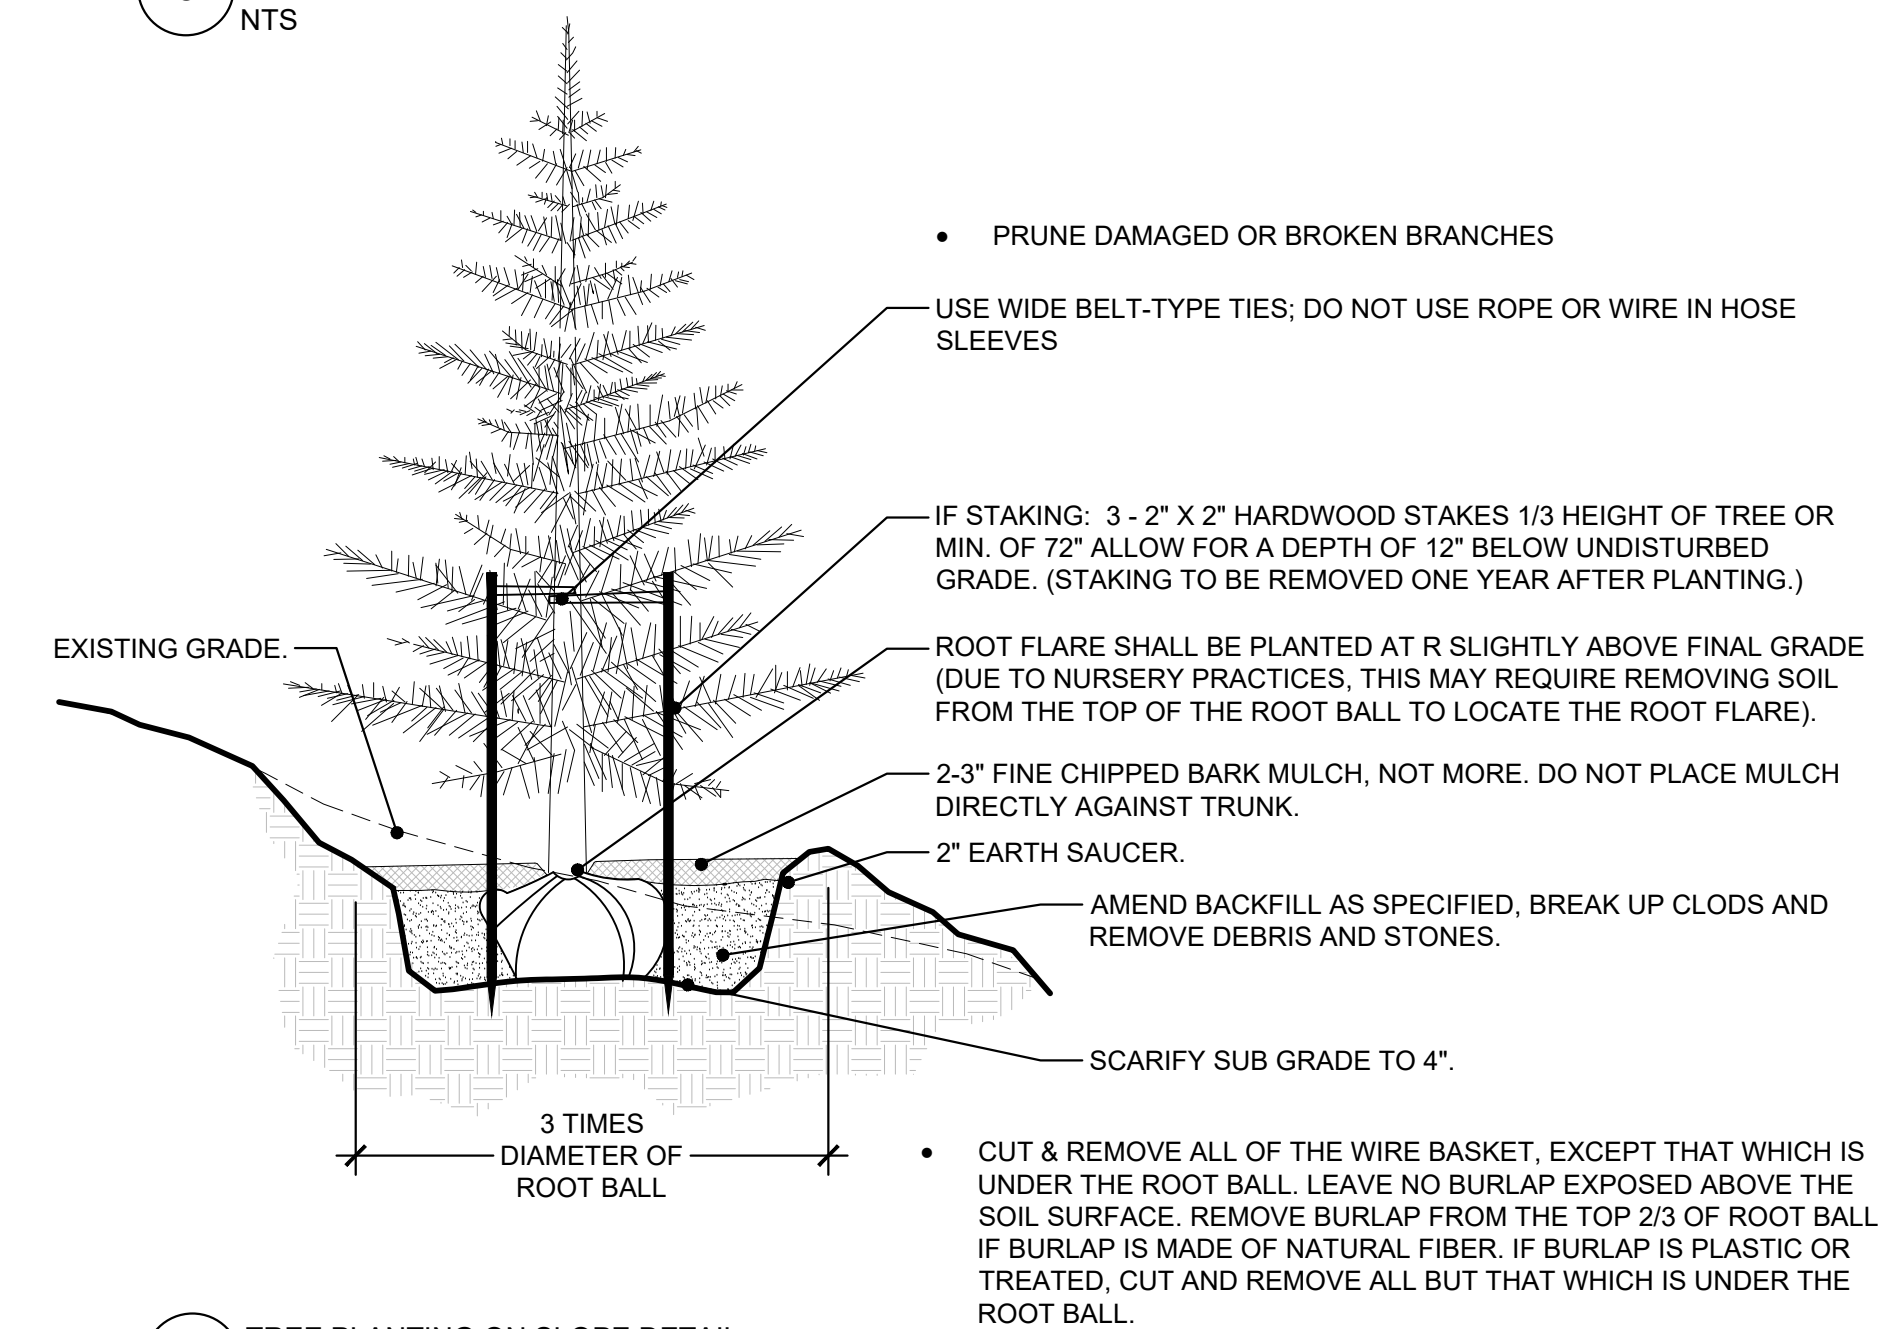 NTS
• PRUNE DAMAGED OR BROKEN BRANCHES
USE WIDE BELT-TYPE TIES; DO NOT USE ROPE OR WIRE IN HOSE
SLEEVES
IF STAKING: 3 - 2" X 2" HARDWOOD STAKES 1/3 HEIGHT OF TREE OR
MIN. OF 72" ALLOW FOR A DEPTH OF 12" BELOW UNDISTURBED
GRADE. (STAKING TO BE REMOVED ONE YEAR AFTER PLANTING.)
EXISTING GRADE.
ROOT FLARE SHALL BE PLANTED AT R SLIGHTLY ABOVE FINAL GRADE
(DUE TO NURSERY PRACTICES, THIS MAY REQUIRE REMOVING SOIL
FROM THE TOP OF THE ROOT BALL TO LOCATE THE ROOT FLARE).
2-3" FINE CHIPPED BARK MULCH, NOT MORE. DO NOT PLACE MULCH
DIRECTLY AGAINST TRUNK.
2" EARTH SAUCER.
AMEND BACKFILL AS SPECIFIED, BREAK UP CLODS AND
REMOVE DEBRIS AND STONES.
SCARIFY SUB GRADE TO 4".
3 TIMES
DIAMETER OF
ROOT BALL
• CUT & REMOVE ALL OF THE WIRE BASKET, EXCEPT THAT WHICH IS
UNDER THE ROOT BALL. LEAVE NO BURLAP EXPOSED ABOVE THE
SOIL SURFACE. REMOVE BURLAP FROM THE TOP 2/3 OF ROOT BALL
IF BURLAP IS MADE OF NATURAL FIBER. IF BURLAP IS PLASTIC OR
TREATED, CUT AND REMOVE ALL BUT THAT WHICH IS UNDER THE
ROOT BALL.
TREE PLANTING ON SLOPE DETAIL